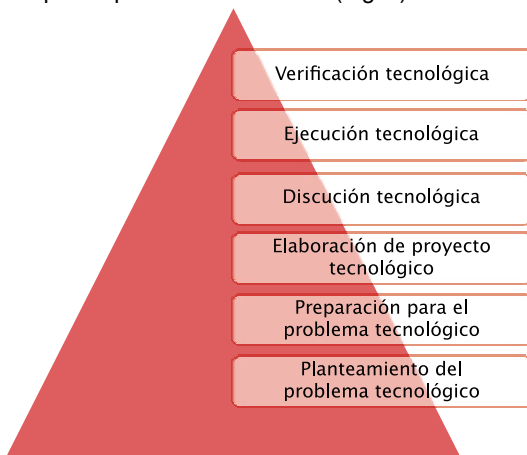 Verificación tecnológica
Ejecución tecnológica
Discución tecnológica
Elaboración de proyecto
tecnológico
Preparación para el
problema tecnológico
Planteamiento del
problema tecnológico